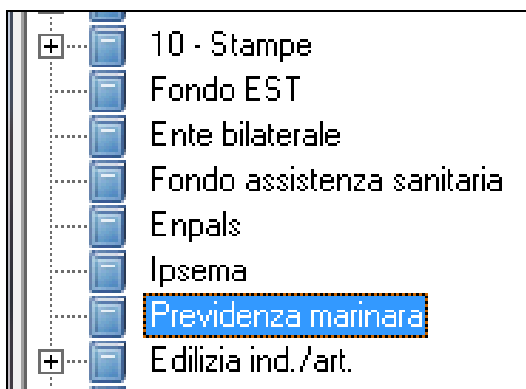 10 - Stampe
Fondo EST
Ente bilaterale
Fondo assistenza sanitaria
Enpals
Ipsema
Previdenza marinara
Edilizia ind./art.